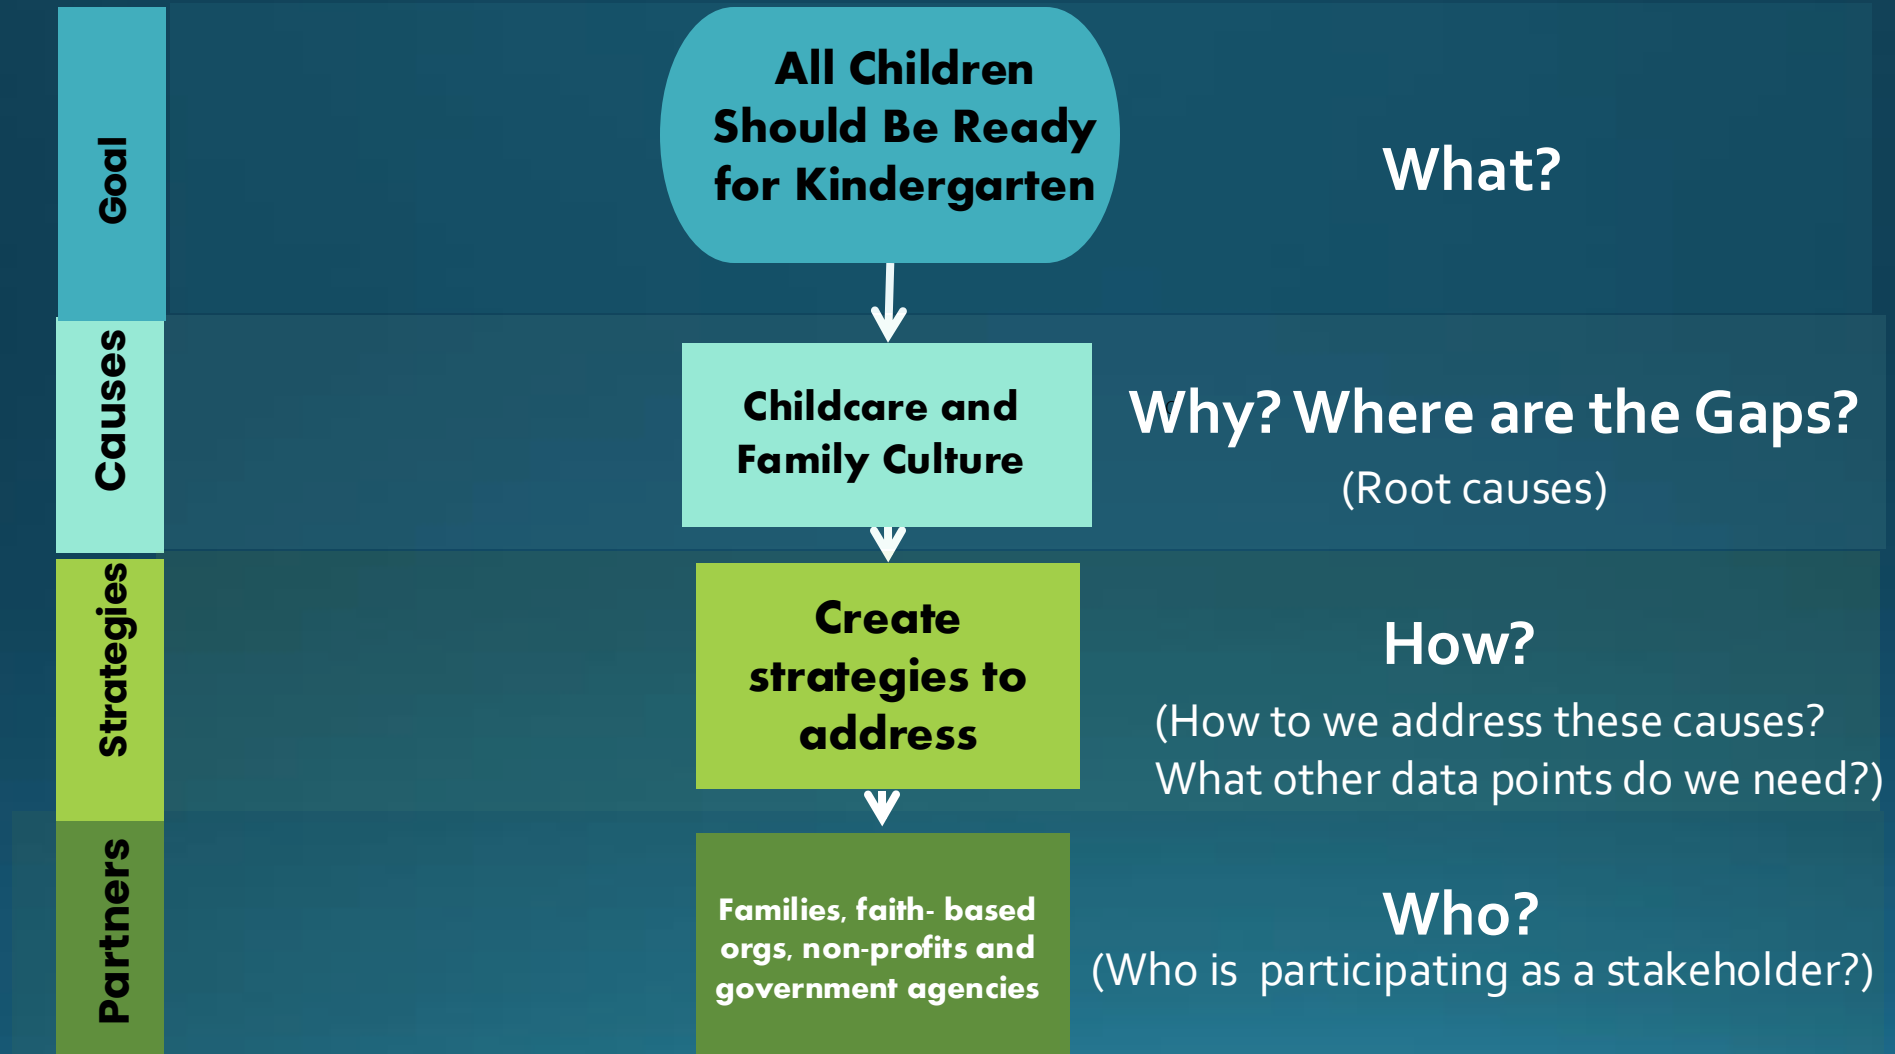 Goal
All Children
Should Be Ready
for Kindergarten
What?
Causes
Childcare and
Family Culture
Why? Where are the Gaps?
(Root causes)
Strategies
Create
strategies to
address
How?
(How to we address these causes?
What other data points do we need?)
Partners
Families, faith- based
orgs, non-profits and
government agencies
Who?
(Who is participating as a stakeholder?)